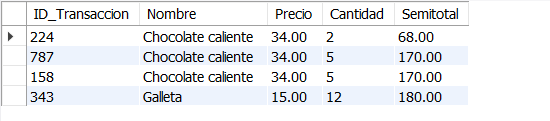 ID_Transaccion Nombre Precio Cantidad Semitotal
224 Chocolate caliente 34.00 2 68.00
787 Chocolate caliente 34.00 5 170.00
158 Chocolate caliente 34.00 5 170.00
343 Galleta 15.00 12 180.00